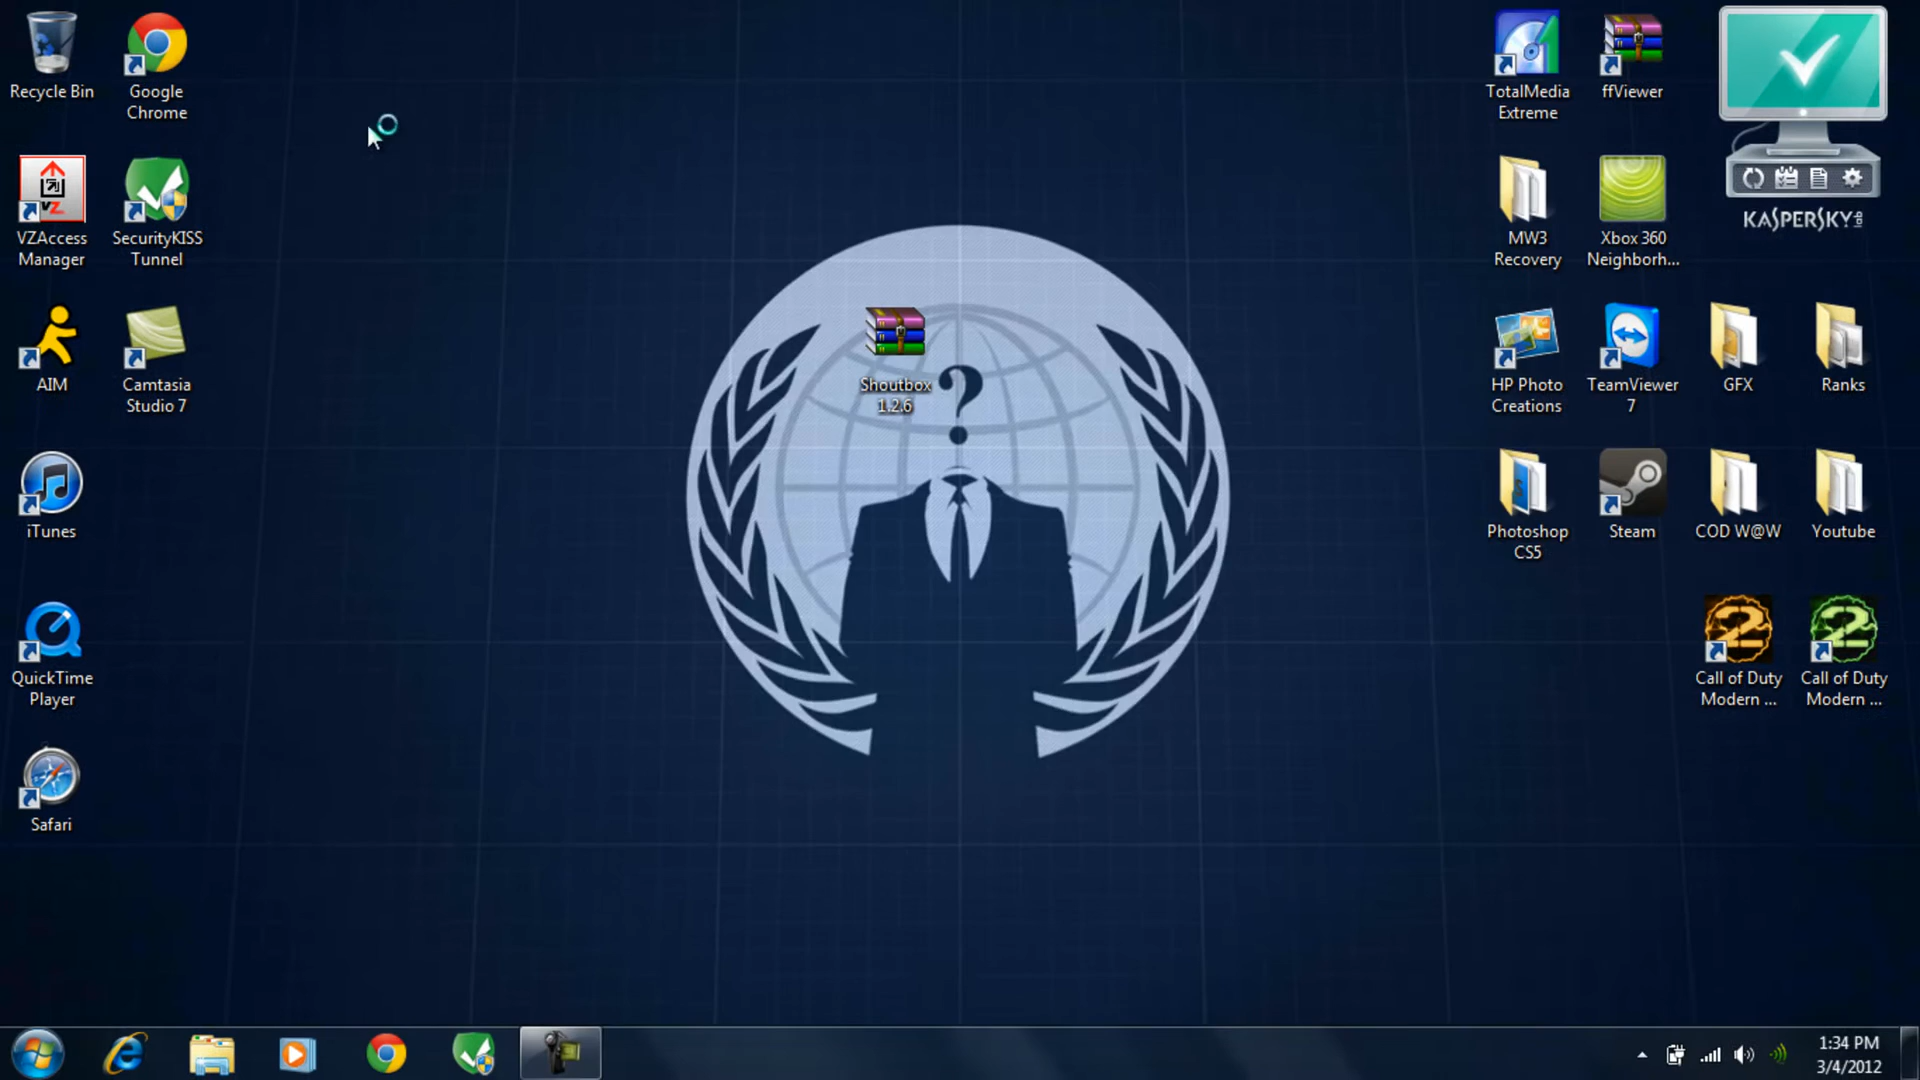 Recycle Bin
Google
Chrome
VZAccess
Manager
SecurityKISS
Tunnel
AIM
Camtasia
Studio 7
iTunes
QuickTime
Player
Safari
Shoutbox
1.2.6
?
TotalMedia
Extreme
ffViewer
KASPERSKY lab
MW3
Recovery
Xbox 360
Neighborh...
HP Photo
Creations
TeamViewer
7
GFX
Ranks
Photoshop
CS5
Steam
COD W@W
Youtube
Call of Duty
Modern ...
Call of Duty
Modern ...
1:34 PM
3/4/2012